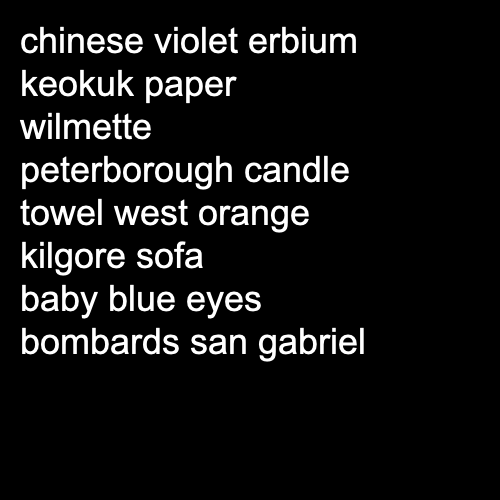 chinese violet erbium
keokuk paper
wilmette
peterborough candle
towel west orange
kilgore sofa
baby blue eyes
bombards san gabriel